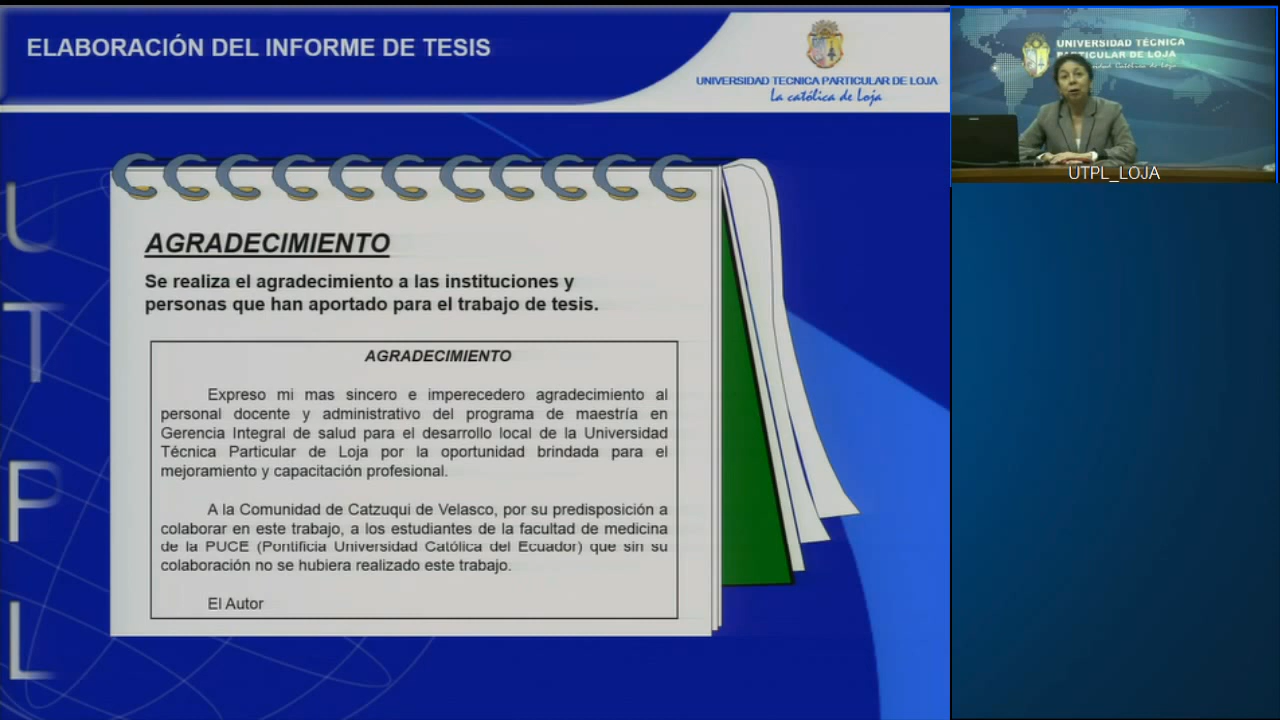 ELABORACIÓN DEL INFORME DE TESIS
UNIVERSIDAD TECNICA PARTICULAR DE LOJA
La católica de Loja
UNIVERSIDAD TÉCNICA
PARTICULAR DE LOJA
UTPL_LOJA
U
T
P
L
AGRADECIMIENTO
Se realiza el agradecimiento a las instituciones y
personas que han aportado para el trabajo de tesis.
AGRADECIMIENTO
Expreso mi mas sincero e imperecedero agradecimiento al
personal docente y administrativo del programa de maestría en
Gerencia Integral de salud para el desarrollo local de la Universidad
Técnica Particular de Loja por la oportunidad brindada para el
mejoramiento y capacitación profesional.
A la Comunidad de Catzuqui de Velasco, por su predisposición a
colaborar en este trabajo, a los estudiantes de la facultad de medicina
de la PUCE (Pontificia Universidad Católica del Ecuador) que sin su
colaboración no se hubiera realizado este trabajo.
El Autor